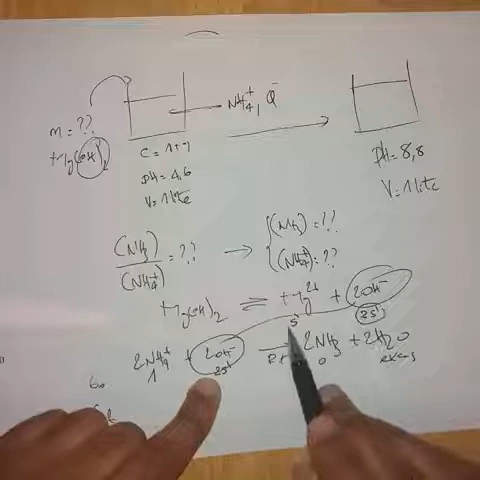 NH₄⁺, Cl⁻
m = ??
Mg(OH)₂
C = 1M
PH = 4,6
V = 1 litre
PH = 8,8
V = 1 litre
(NH₃)/(NH₄⁺) = ?? → { (NH₃) = ??
(NH₄⁺) = ??
Mg(OH)₂ ⇌ Mg²⁺ + 2OH⁻
S 2S
2NH₄⁺ + 2OH⁻ → 2NH₃ + 2H₂O
1 2S 0 excès